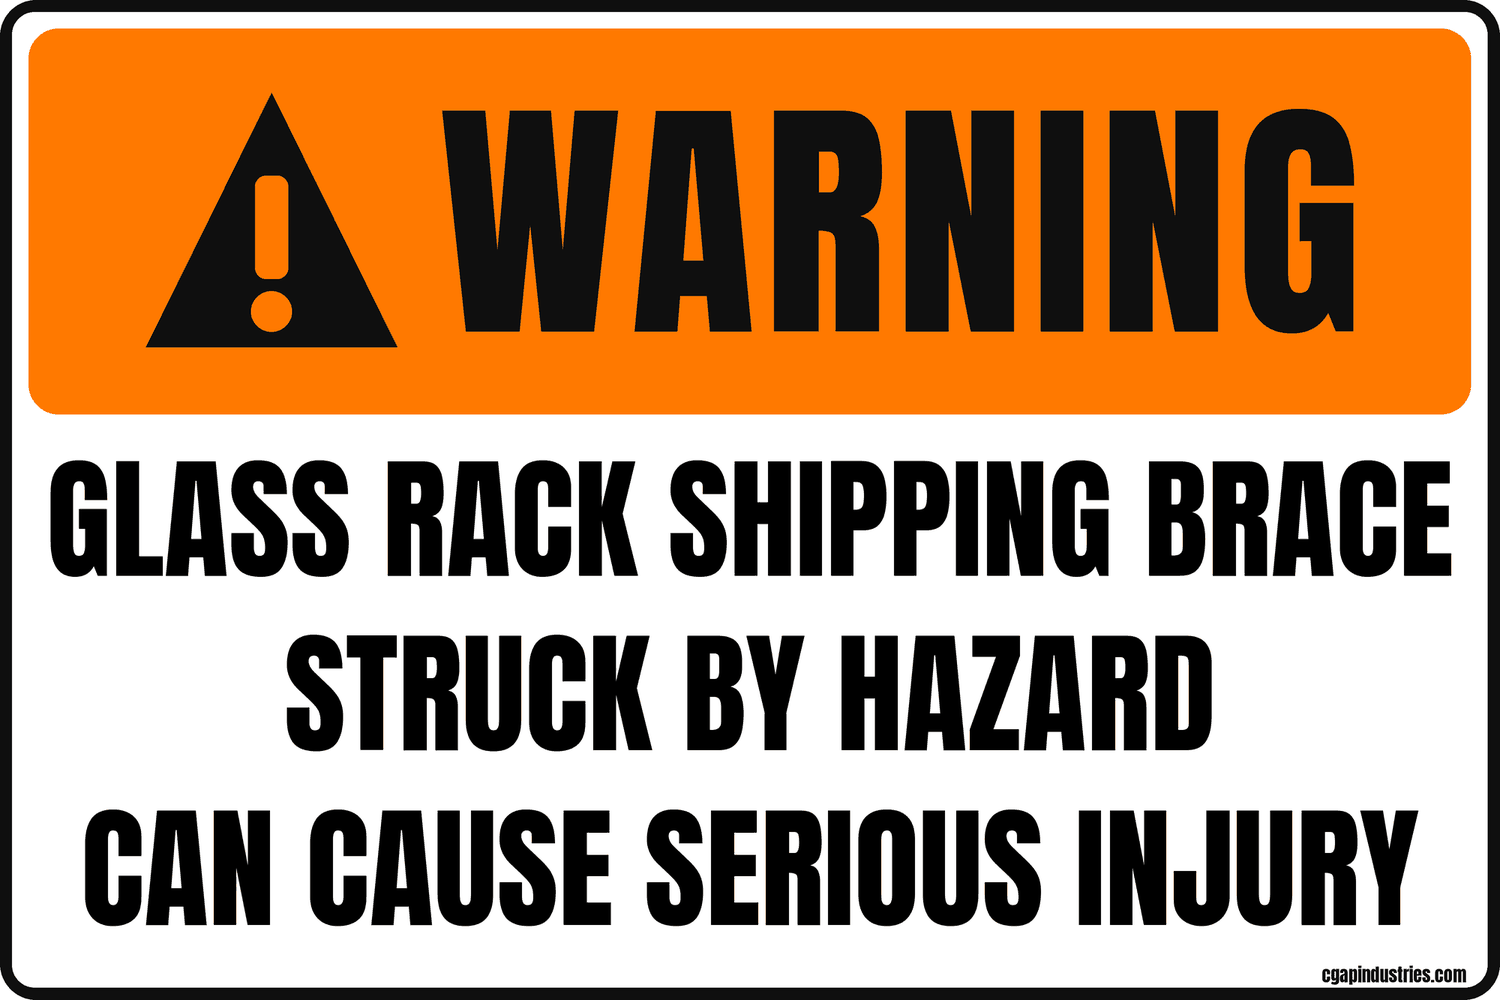 WARNING
GLASS RACK SHIPPING BRACE
STRUCK BY HAZARD
CAN CAUSE SERIOUS INJURY
cgapindustries.com